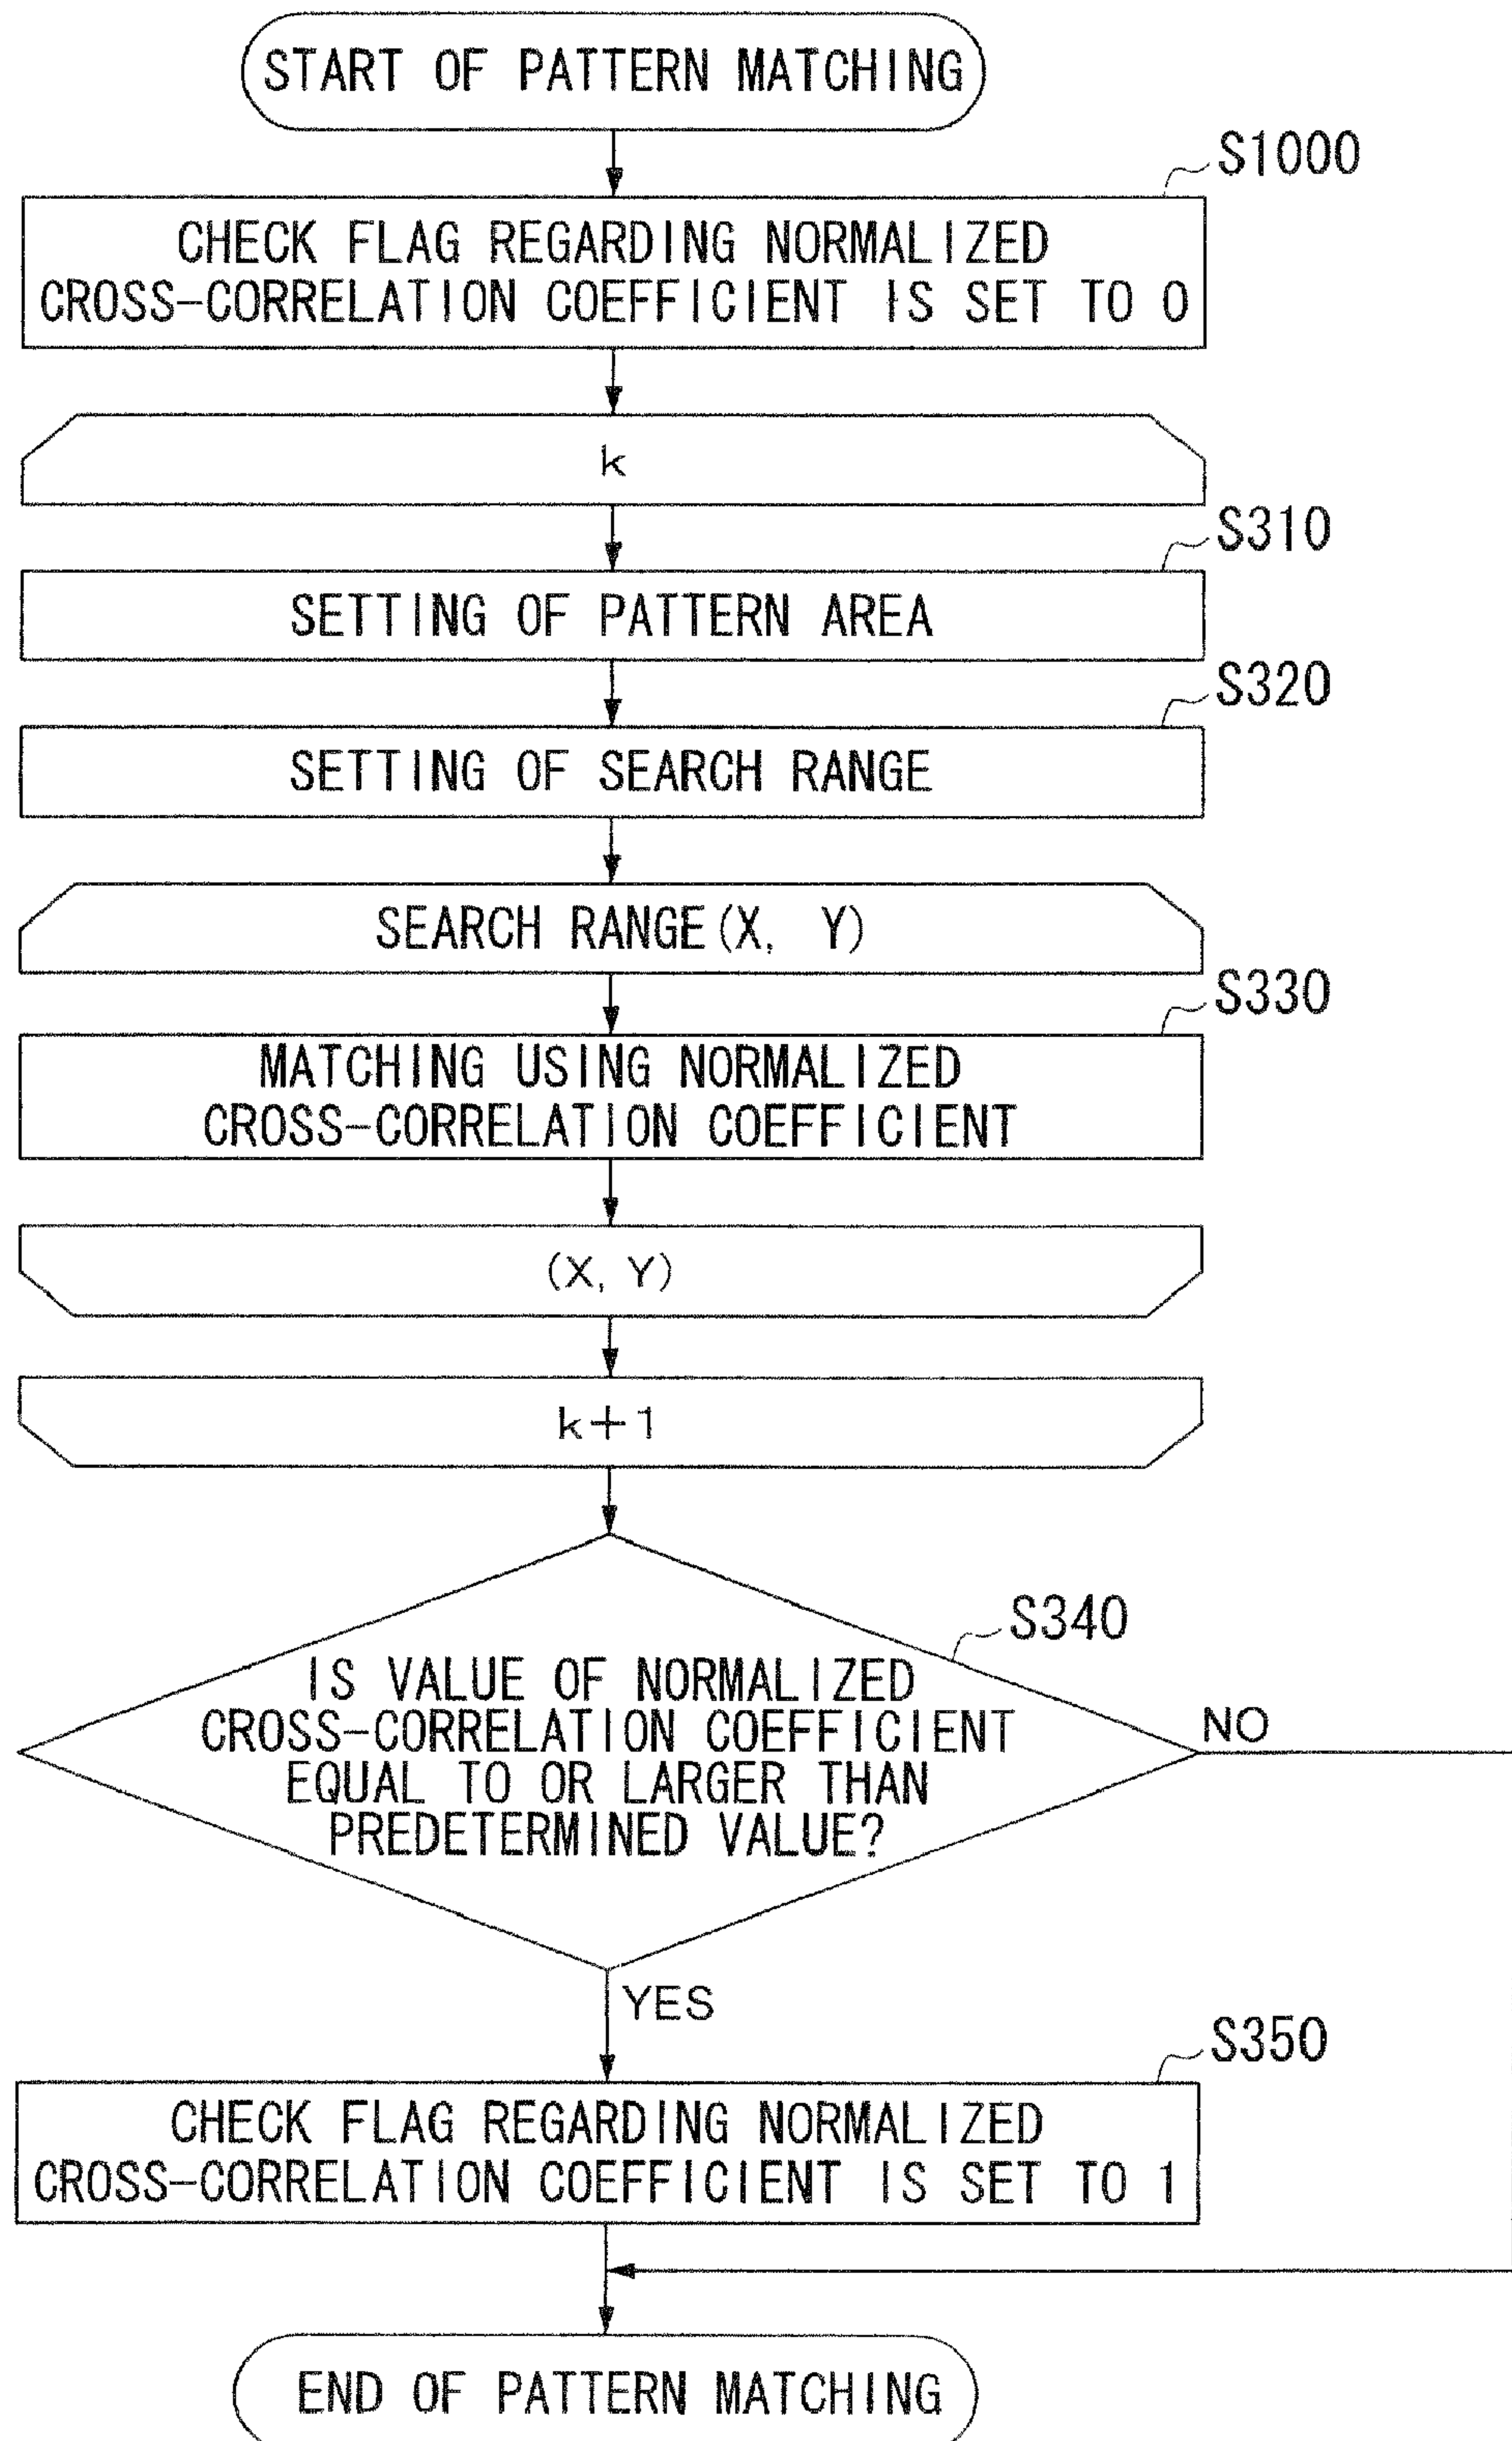 START OF PATTERN MATCHING
S1000
CHECK FLAG REGARDING NORMALIZED
CROSS-CORRELATION COEFFICIENT IS SET TO 0
k
S310
SETTING OF PATTERN AREA
S320
SETTING OF SEARCH RANGE
SEARCH RANGE(X, Y)
S330
MATCHING USING NORMALIZED
CROSS-CORRELATION COEFFICIENT
(X, Y)
k+1
S340
IS VALUE OF NORMALIZED
CROSS-CORRELATION COEFFICIENT
EQUAL TO OR LARGER THAN
PREDETERMINED VALUE?
NO
YES
S350
CHECK FLAG REGARDING NORMALIZED
CROSS-CORRELATION COEFFICIENT IS SET TO 1
END OF PATTERN MATCHING